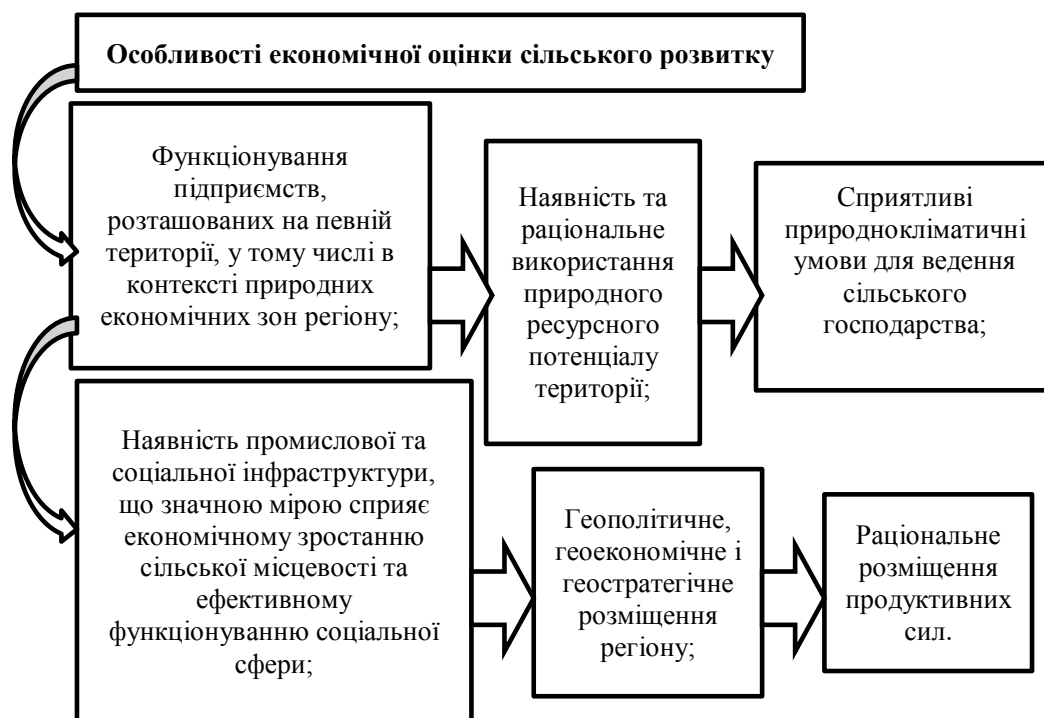 Особливості економічної оцінки сільського розвитку
Функціонування
підприємств,
розташованих на певній
території, у тому числі в
контексті природних
економічних зон регіону;
Наявність та
раціональне
використання
природного
ресурсного
потенціалу
території;
Сприятливі
природнокліматичні
умови для ведення
сільського
господарства;
Наявність промислової та
соціальної інфраструктури,
що значною мірою сприяє
економічному зростанню
сільської місцевості та
ефективному
функціонуванню соціальної
сфери;
Геополітичне,
геоекономічне і
геостратегічне
розміщення
регіону;
Раціональне
розміщення
продуктивних
сил.